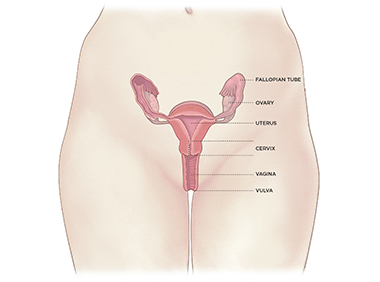 FALLOPIAN TUBE
OVARY
UTERUS
CERVIX
VAGINA
VULVA